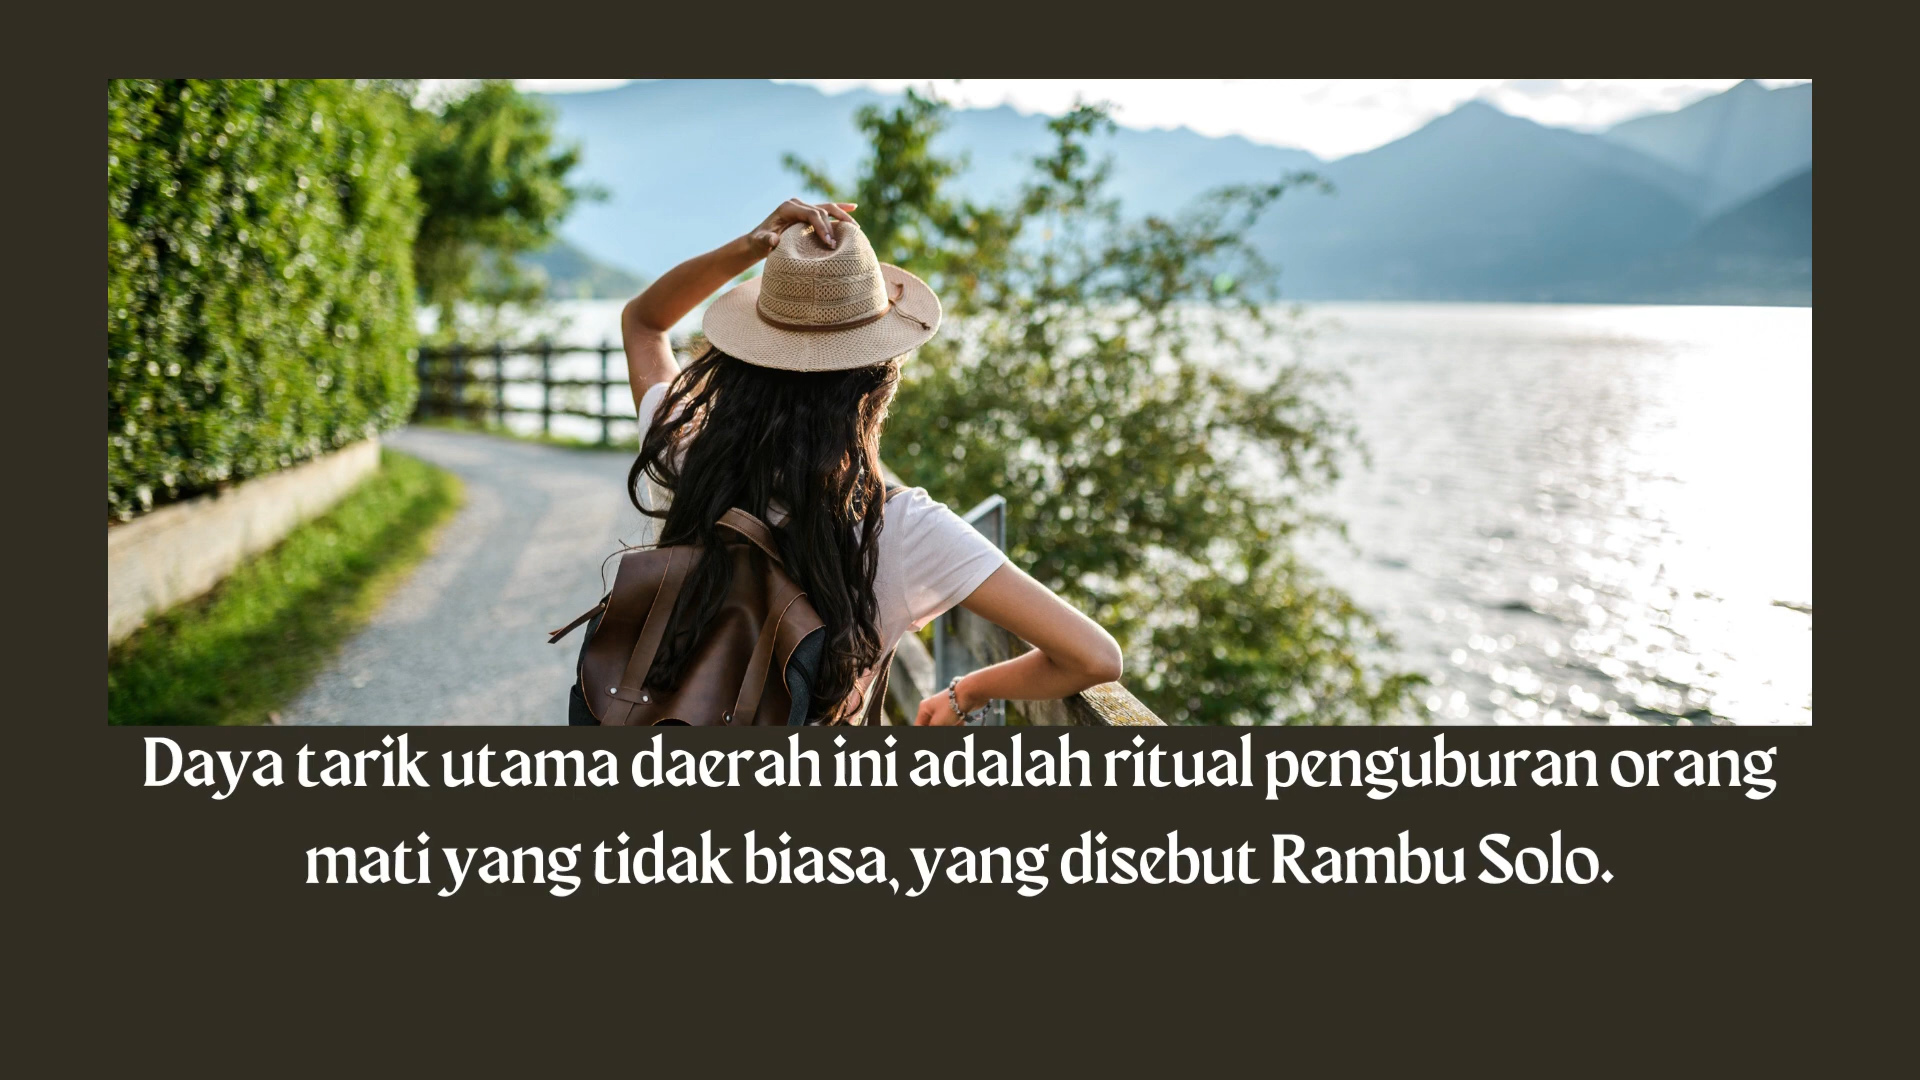 Daya tarik utama daerah ini adalah ritual penguburan orang
mati yang tidak biasa, yang disebut Rambu Solo.